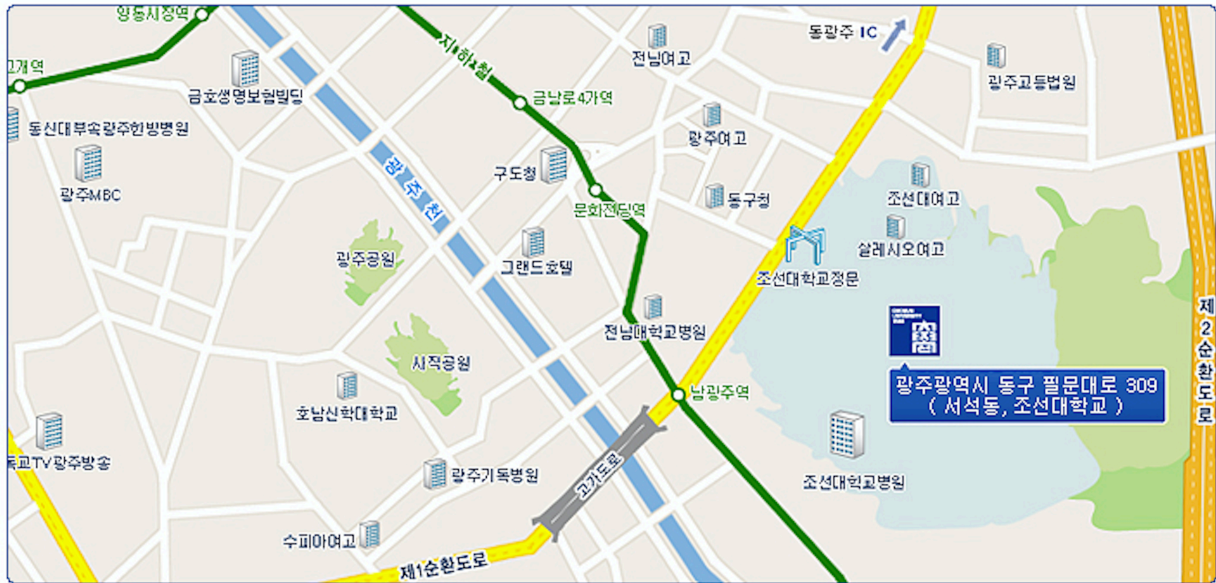 양동시장역
동광주 IC
지하철
전남여고
광주고등법원
금호생명보험빌딩
금남로4가역
동신대부속광주한방병원
광주여고
광주MBC
구도청
동구청
조선대여고
문화전당역
광주천
살레시오여고
광주공원
그랜드호텔
조선대학교정문
전남대학교병원
제2순환도로
사직공원
남광주역
광주광역시 동구 필문대로 309
( 서석동, 조선대학교 )
호남신학대학교
광주기독병원
고가도로
조선대학교병원
수피아여고
제1순환도로